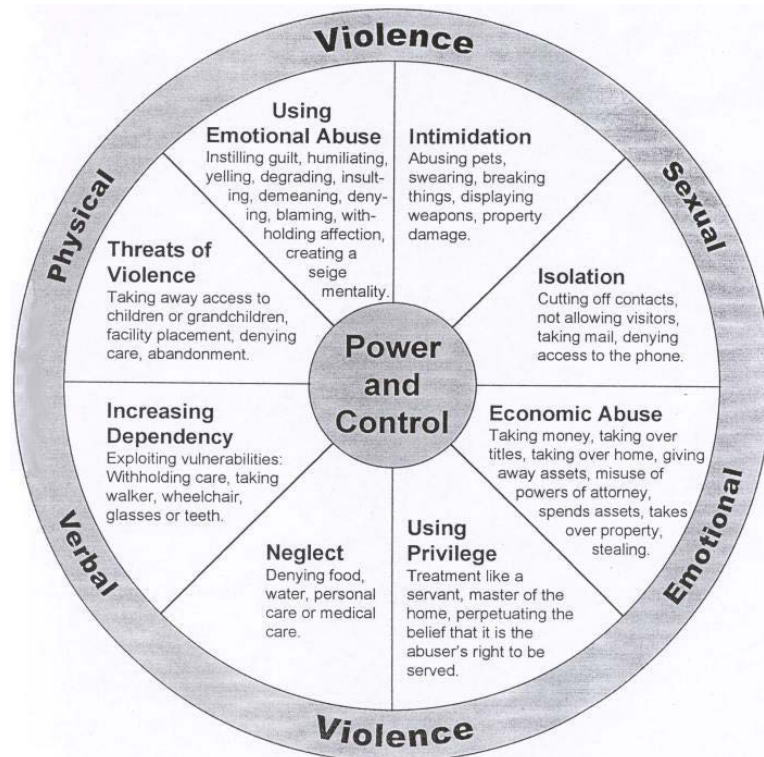 Violence
Physical
Sexual
Verbal
Emotional
Violence
Power
and
Control
Using
Emotional Abuse
Instilling guilt, humiliating,
yelling, degrading, insult-
ing, demeaning, deny-
ing, blaming, with-
holding affection,
creating a
seige
mentality.
Intimidation
Abusing pets,
swearing, breaking
things, displaying
weapons, property
damage.
Isolation
Cutting off contacts,
not allowing visitors,
taking mail, denying
access to the phone.
Economic Abuse
Taking money, taking over
titles, taking over home, giving
away assets, misuse of
powers of attorney,
spends assets, takes
over property,
stealing.
Using
Privilege
Treatment like a
servant, master of the
home, perpetuating the
belief that it is the
abuser's right to be
served.
Neglect
Denying food,
water, personal
care or medical
care.
Increasing
Dependency
Exploiting vulnerabilities:
Withholding care, taking
walker, wheelchair,
glasses or teeth.
Threats of
Violence
Taking away access to
children or grandchildren,
facility placement, denying
care, abandonment.